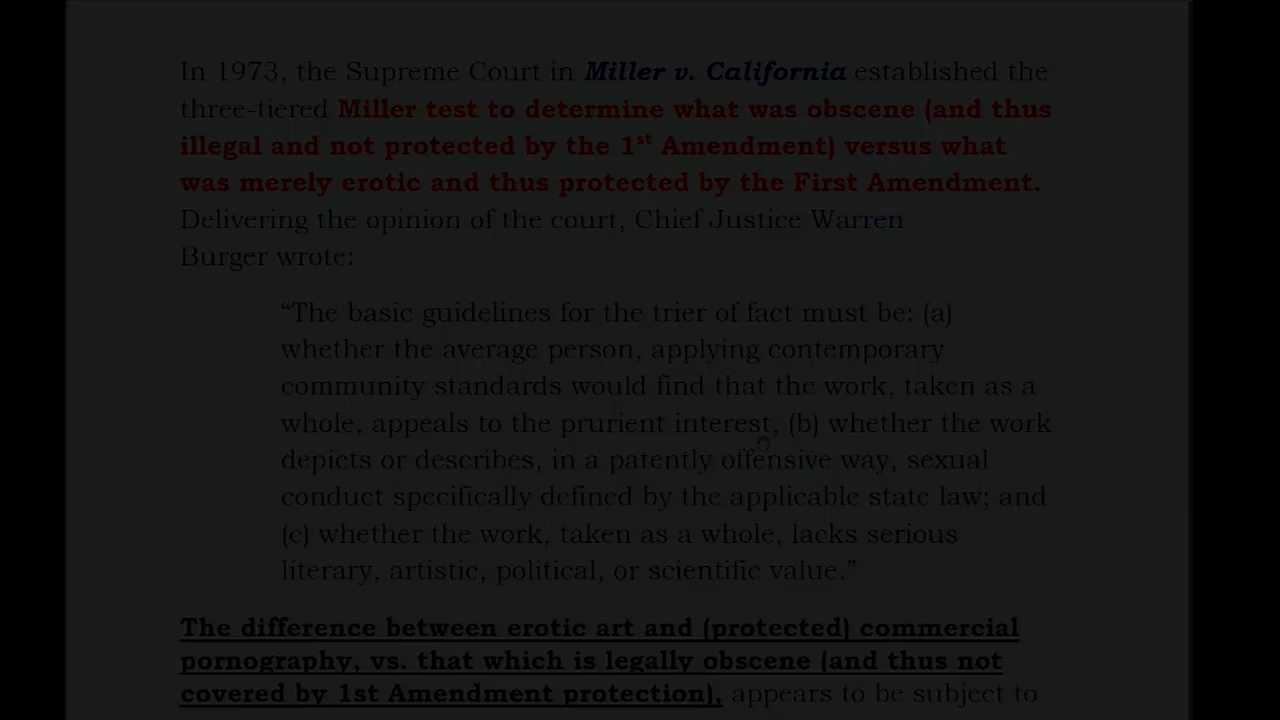 In 1973, the Supreme Court in Miller v. California established the
three-tiered Miller test to determine what was obscene (and thus
illegal and not protected by the 1st Amendment) versus what
was merely erotic and thus protected by the First Amendment.
Delivering the opinion of the court, Chief Justice Warren
Burger wrote:
“The basic guidelines for the trier of fact must be: (a)
whether the average person, applying contemporary
community standards would find that the work, taken as a
whole, appeals to the prurient interest, (b) whether the work
depicts or describes, in a patently offensive way, sexual
conduct specifically defined by the applicable state law; and
(c) whether the work, taken as a whole, lacks serious
literary, artistic, political, or scientific value.”
The difference between erotic art and (protected) commercial
pornography, vs. that which is legally obscene (and thus not
covered by 1st Amendment protection), appears to be subject to